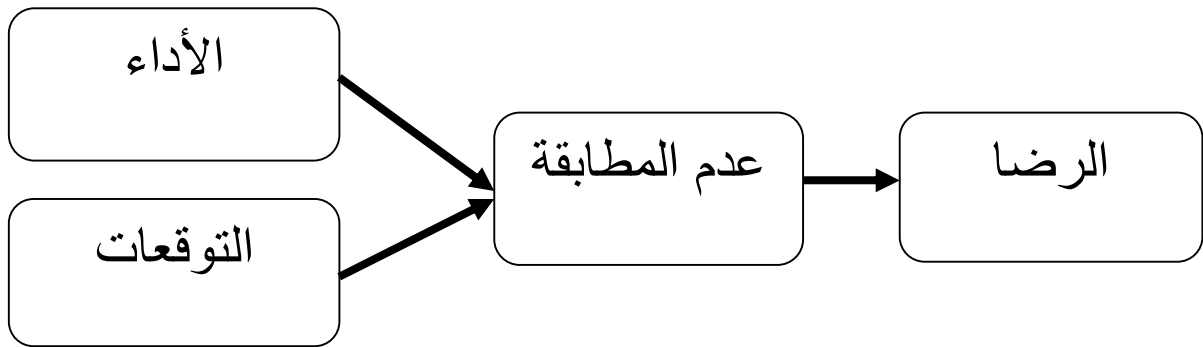 الأداء
التوقعات
عدم المطابقة
الرضا